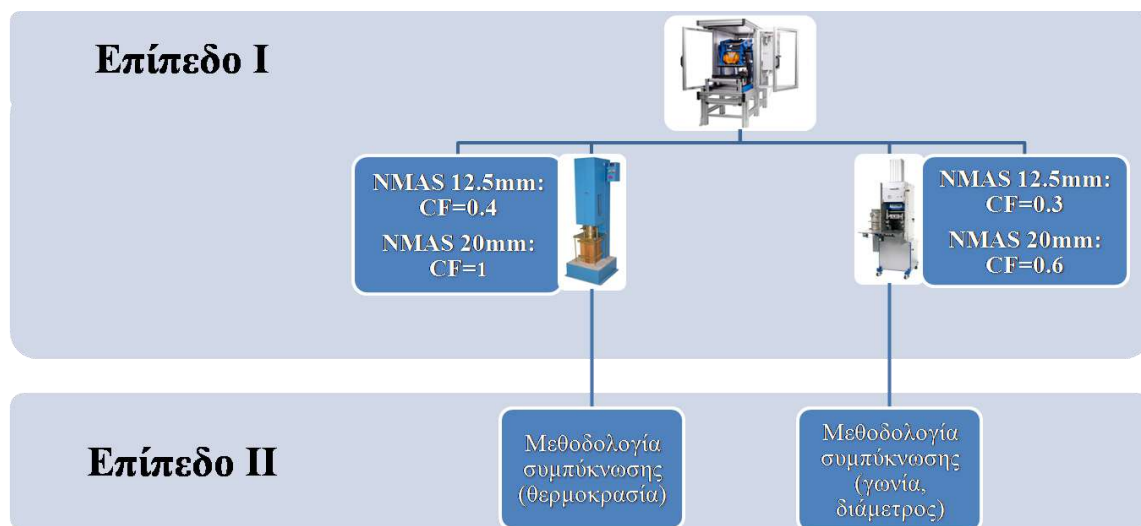 Επίπεδο Ι
NMAS 12.5mm:
CF=0.4
NMAS 20mm:
CF=1
NMAS 12.5mm:
CF=0.3
NMAS 20mm:
CF=0.6
Επίπεδο ΙΙ
Μεθοδολογία
συμπύκνωσης
(θερμοκρασία)
Μεθοδολογία
συμπύκνωσης
(γωνία,
διάμετρος)